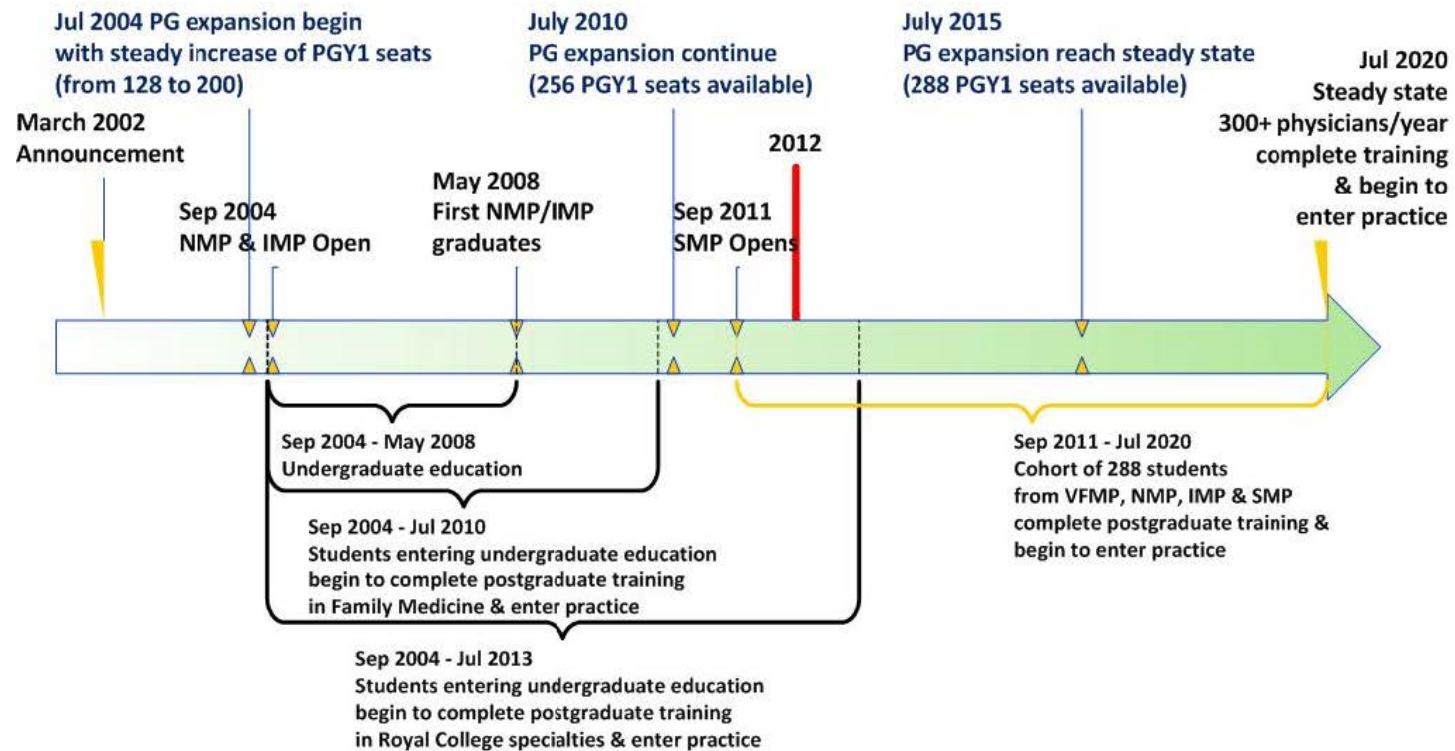 Jul 2004 PG expansion begin
with steady increase of PGY1 seats
(from 128 to 200)
July 2010
PG expansion continue
(256 PGY1 seats available)
July 2015
PG expansion reach steady state
(288 PGY1 seats available)
Jul 2020
Steady state
300+ physicians/year
complete training
& begin to
enter practice
March 2002
Announcement
2012
Sep 2004
NMP & IMP Open
May 2008
First NMP/IMP
graduates
Sep 2011
SMP Opens
Sep 2004 - May 2008
Undergraduate education
Sep 2011 - Jul 2020
Cohort of 288 students
from VFMP, NMP, IMP & SMP
complete postgraduate training &
begin to enter practice
Sep 2004 - Jul 2010
Students entering undergraduate education
begin to complete postgraduate training
in Family Medicine & enter practice
Sep 2004 - Jul 2013
Students entering undergraduate education
begin to complete postgraduate training
in Royal College specialties & enter practice